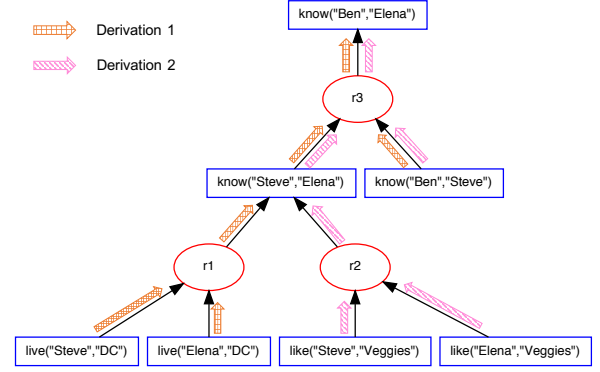 know("Ben","Elena")
Derivation 1
Derivation 2
r3
know("Steve","Elena")
know("Ben","Steve")
r1
r2
live("Steve","DC")
live("Elena","DC")
like("Steve","Veggies")
like("Elena","Veggies")